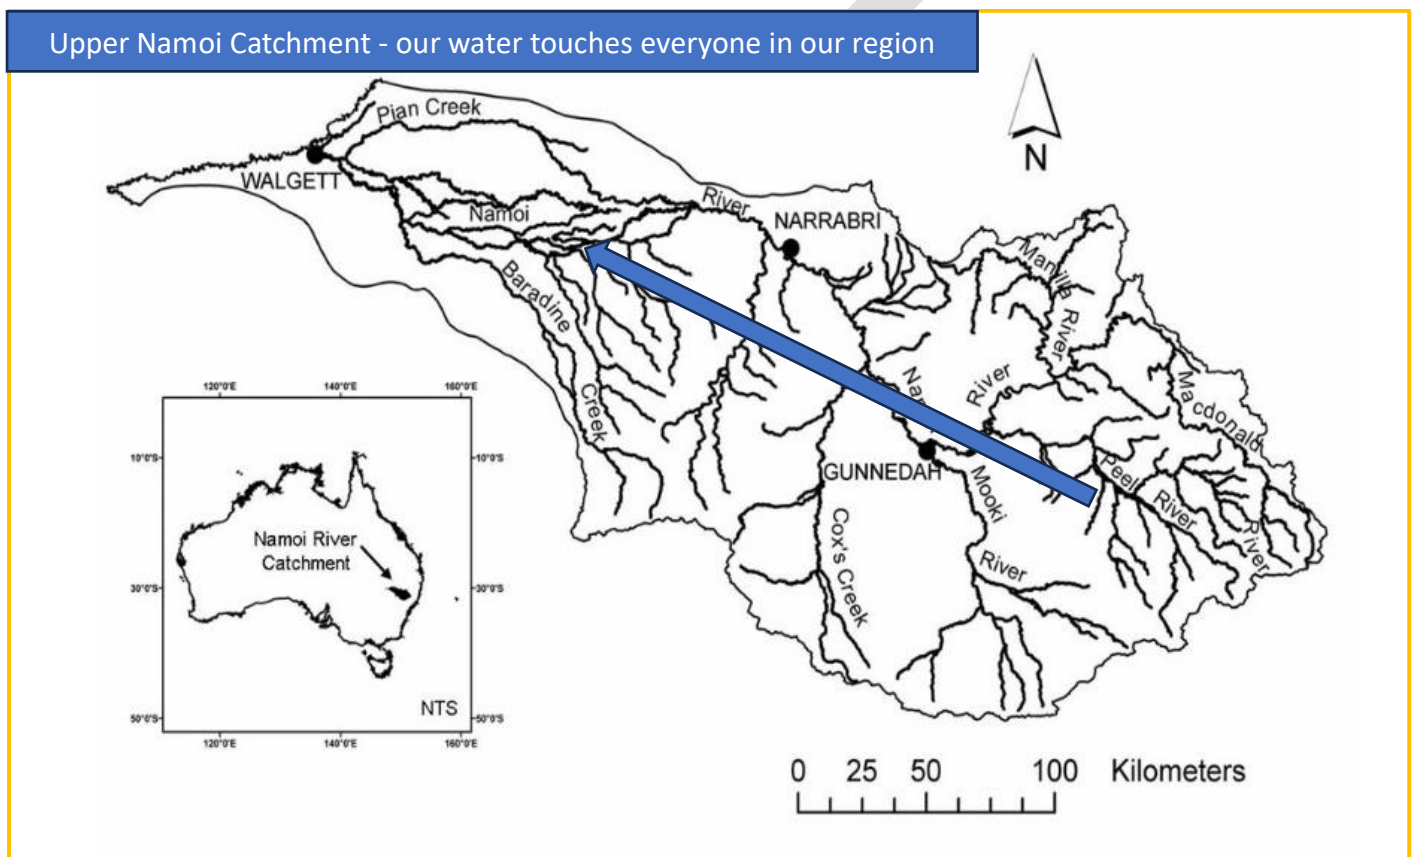 Upper Namoi Catchment - our water touches everyone in our region
Pian Creek
N
WALGETT
River
Namoi
NARRABRI
Manilla River
Baradine
Creek
River
Macdonald
GUNNEDAH
Peel River
Mooki
River
River
Cox's Creek
120°0'E 140°0'E 160°0'E
10°0'S 10°0'S
Namoi River
Catchment
30°0'S 30°0'S
NTS
50°0'S 50°0'S
120°0'E 140°0'E 160°0'E
0 25 50 100 Kilometers